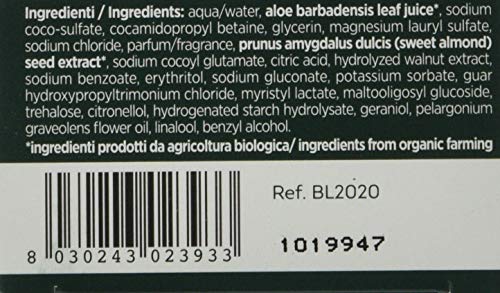 Ingredienti / Ingredients: aqua/water, aloe barbadensis leaf juice*, sodium
coco-sulfate, cocamidopropyl betaine, glycerin, magnesium lauryl sulfate,
sodium chloride, parfum/fragrance, prunus amygdalus dulcis (sweet almond)
seed extract*, sodium cocoyl glutamate, citric acid, hydrolyzed walnut extract,
sodium benzoate, erythritol, sodium gluconate, potassium sorbate, guar
hydroxypropyltrimonium chloride, myristyl lactate, maltooligosyl glucoside,
trehalose, citronellol, hydrogenated starch hydrolysate, geraniol, pelargonium
graveolens flower oil, linalool, benzyl alcohol.
*ingredienti prodotti da agricoltura biologica/ ingredients from organic farming
Ref. BL2020
1019947
8 030243 023933